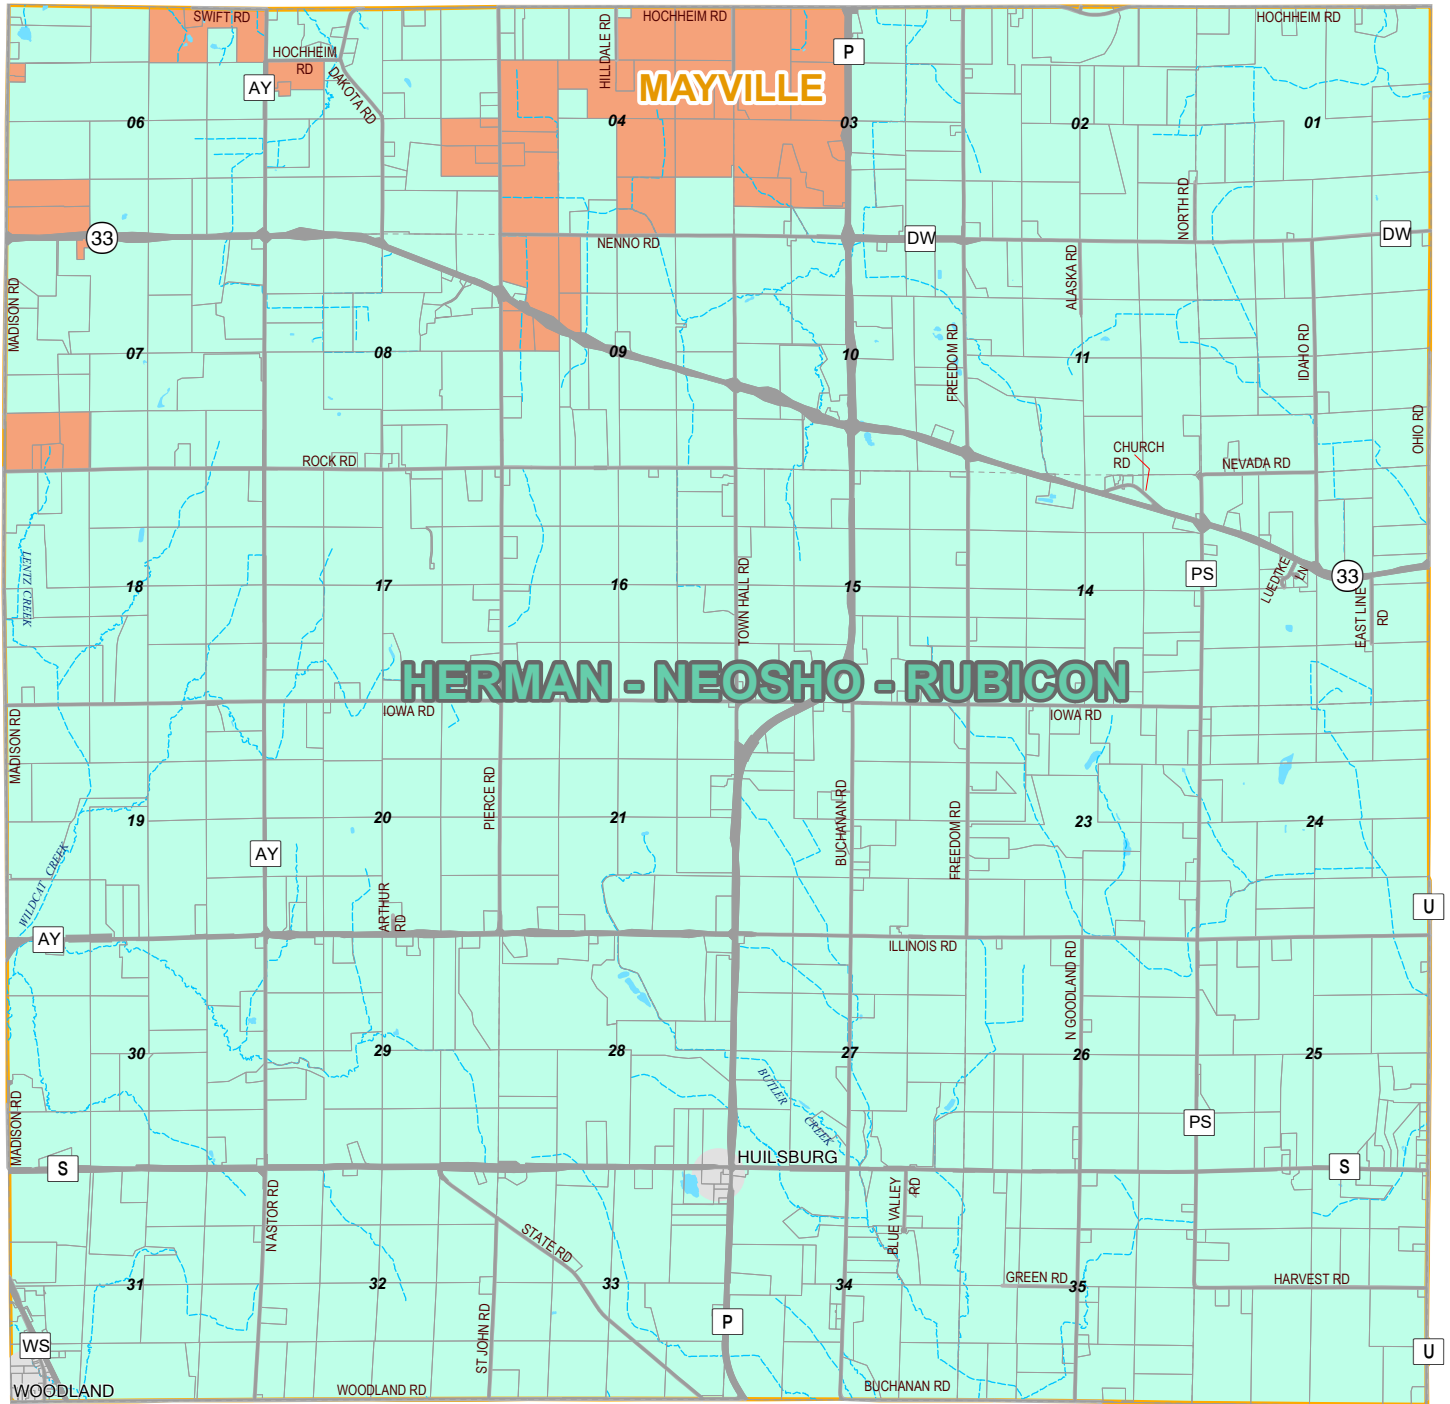 SWIFT RD
HOCHHEIM RD
HOCHHEIM RD
HILLDALE RD
HOCHHEIM
RD
P
MAYVILLE
AY
DAKOTA RD
06
04
03
02
01
NORTH RD
33
NENNO RD
DW
DW
MADISON RD
ALASKA RD
07
08
09
10
FREEDOM RD
11
IDAHO RD
OHIO RD
ROCK RD
CHURCH
RD
NEVADA RD
LENTZ CREEK
18
17
16
TOWN HALL RD
15
14
PS
LUEDTKE
LN
33
EAST LINE
RD
HERMAN - NEOSHO - RUBICON
MADISON RD
IOWA RD
IOWA RD
PIERCE RD
BUCHANAN RD
FREEDOM RD
19
20
21
23
24
WILDCAT CREEK
AY
ARTHUR
RD
AY
U
ILLINOIS RD
N GOODLAND RD
30
29
28
27
26
25
BUTLER
CREEK
MADISON RD
PS
S
HUILSBURG
S
N ASTOR RD
BLUE VALLEY
RD
STATE RD
31
32
33
34
GREEN RD
35
HARVEST RD
ST JOHN RD
P
WS
U
WOODLAND
WOODLAND RD
BUCHANAN RD